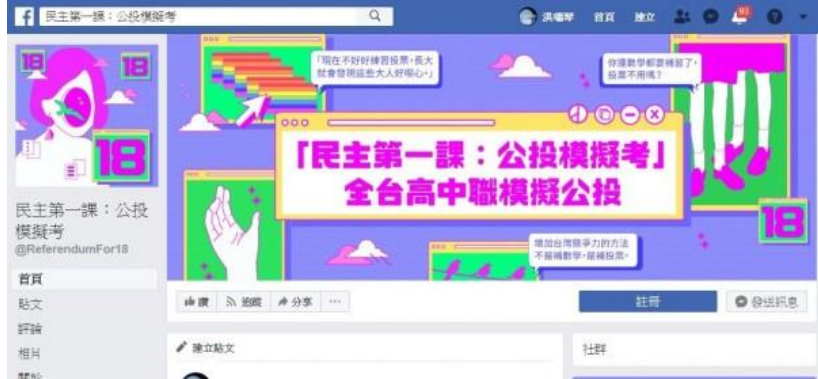 民主第一課：公投模擬考
洪瑪琴 首頁 建立
18 18
18
「現在不好好練習投票，長大
就會發現這些大人好噁心。」
你連數學都要補習了，
投票不用嗎？
「民主第一課：公投模擬考」
全台高中職模擬公投
增加台灣競爭力的方法
不是補數學，是補投票。
18
民主第一課：公投
模擬考
@ReferendumFor18
首頁
貼文
評論
相片
關於
讚 追蹤 分享 ...
註冊
發送訊息
建立貼文
社群